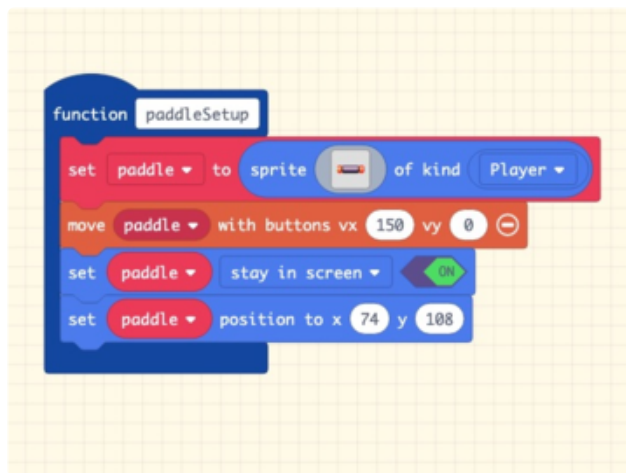 function paddleSetup
set paddle to sprite of kind Player
move paddle with buttons vx 150 vy 0
set paddle stay in screen ON
set paddle position to x 74 y 108